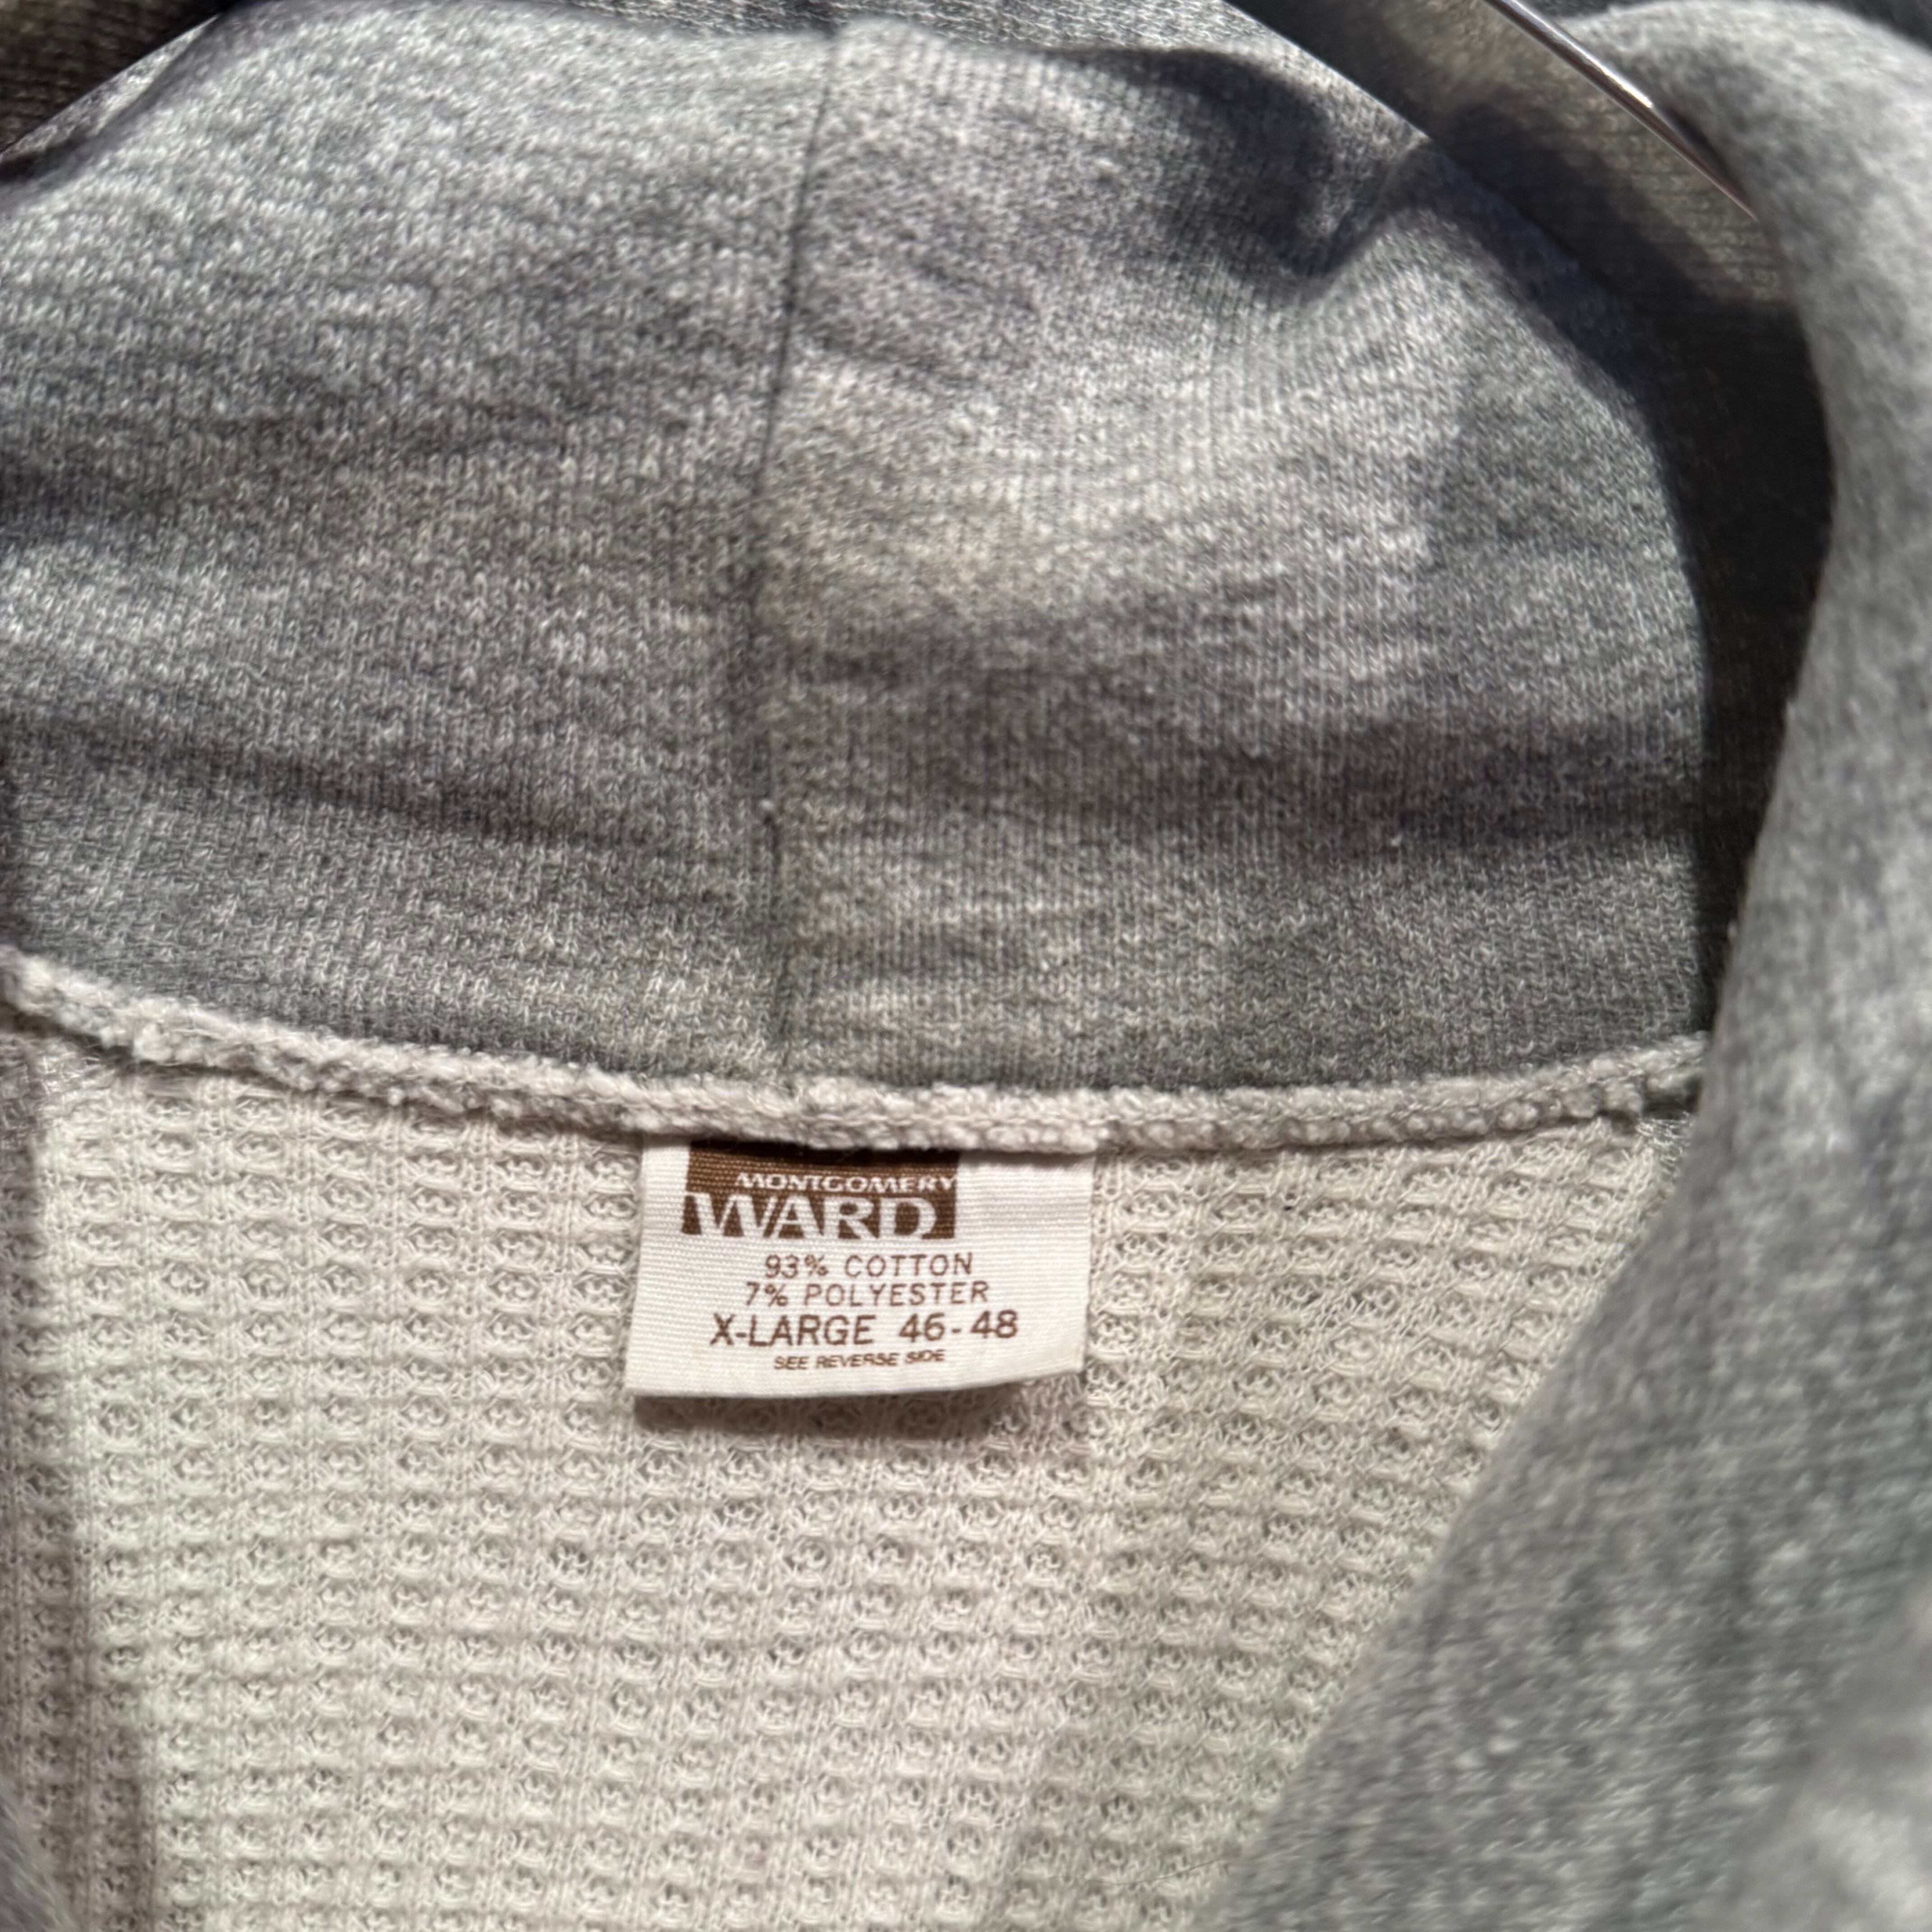 MONTGOMERY
WARD
93% COTTON
7% POLYESTER
X-LARGE 46-48
SEE REVERSE SIDE